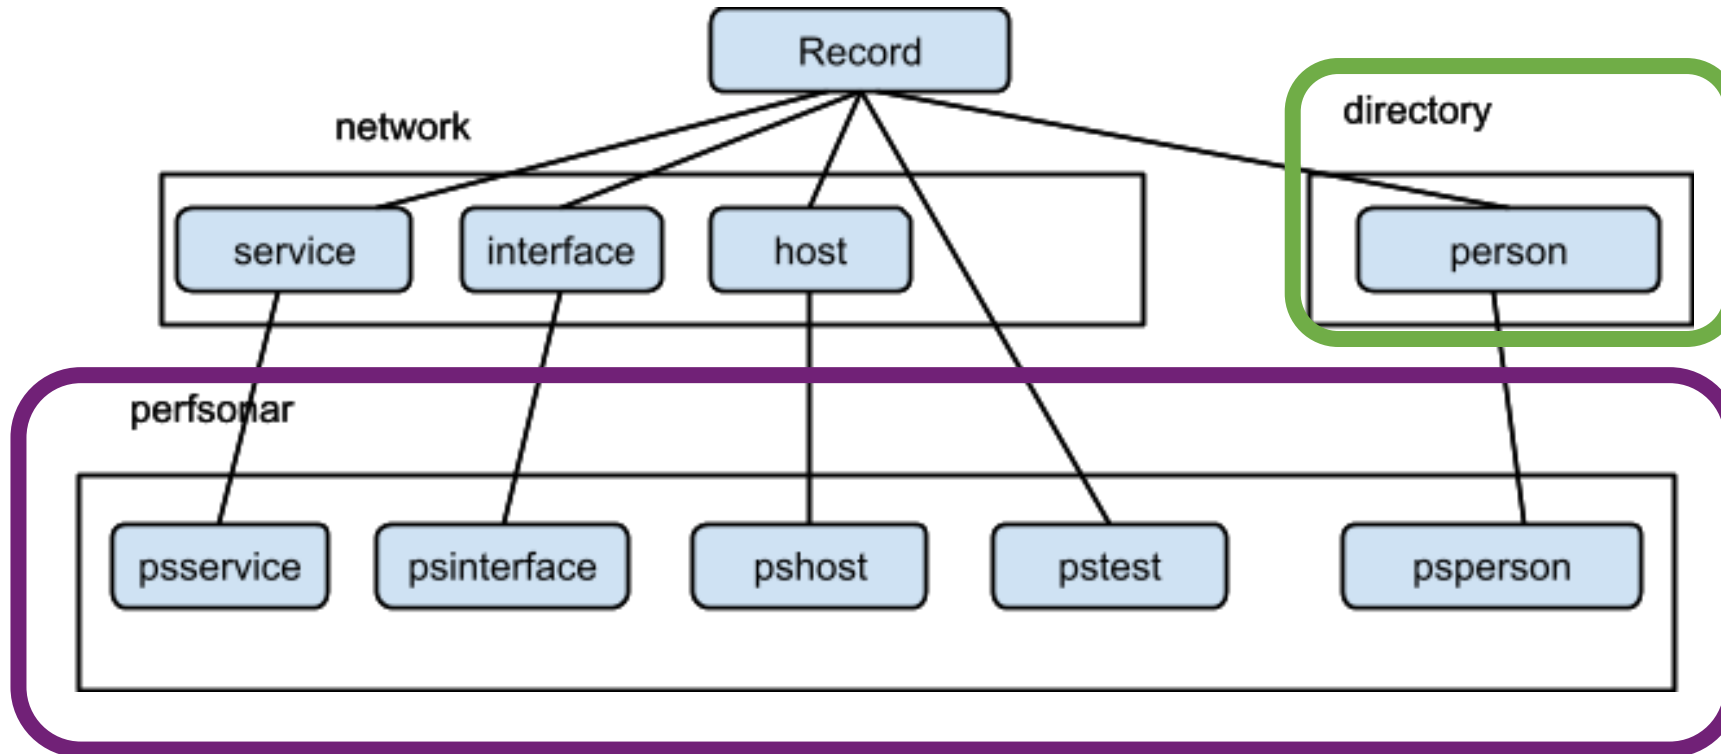 Record
network
directory
service
interface
host
person
perfsonar
psservice
psinterface
pshost
pstest
psperson